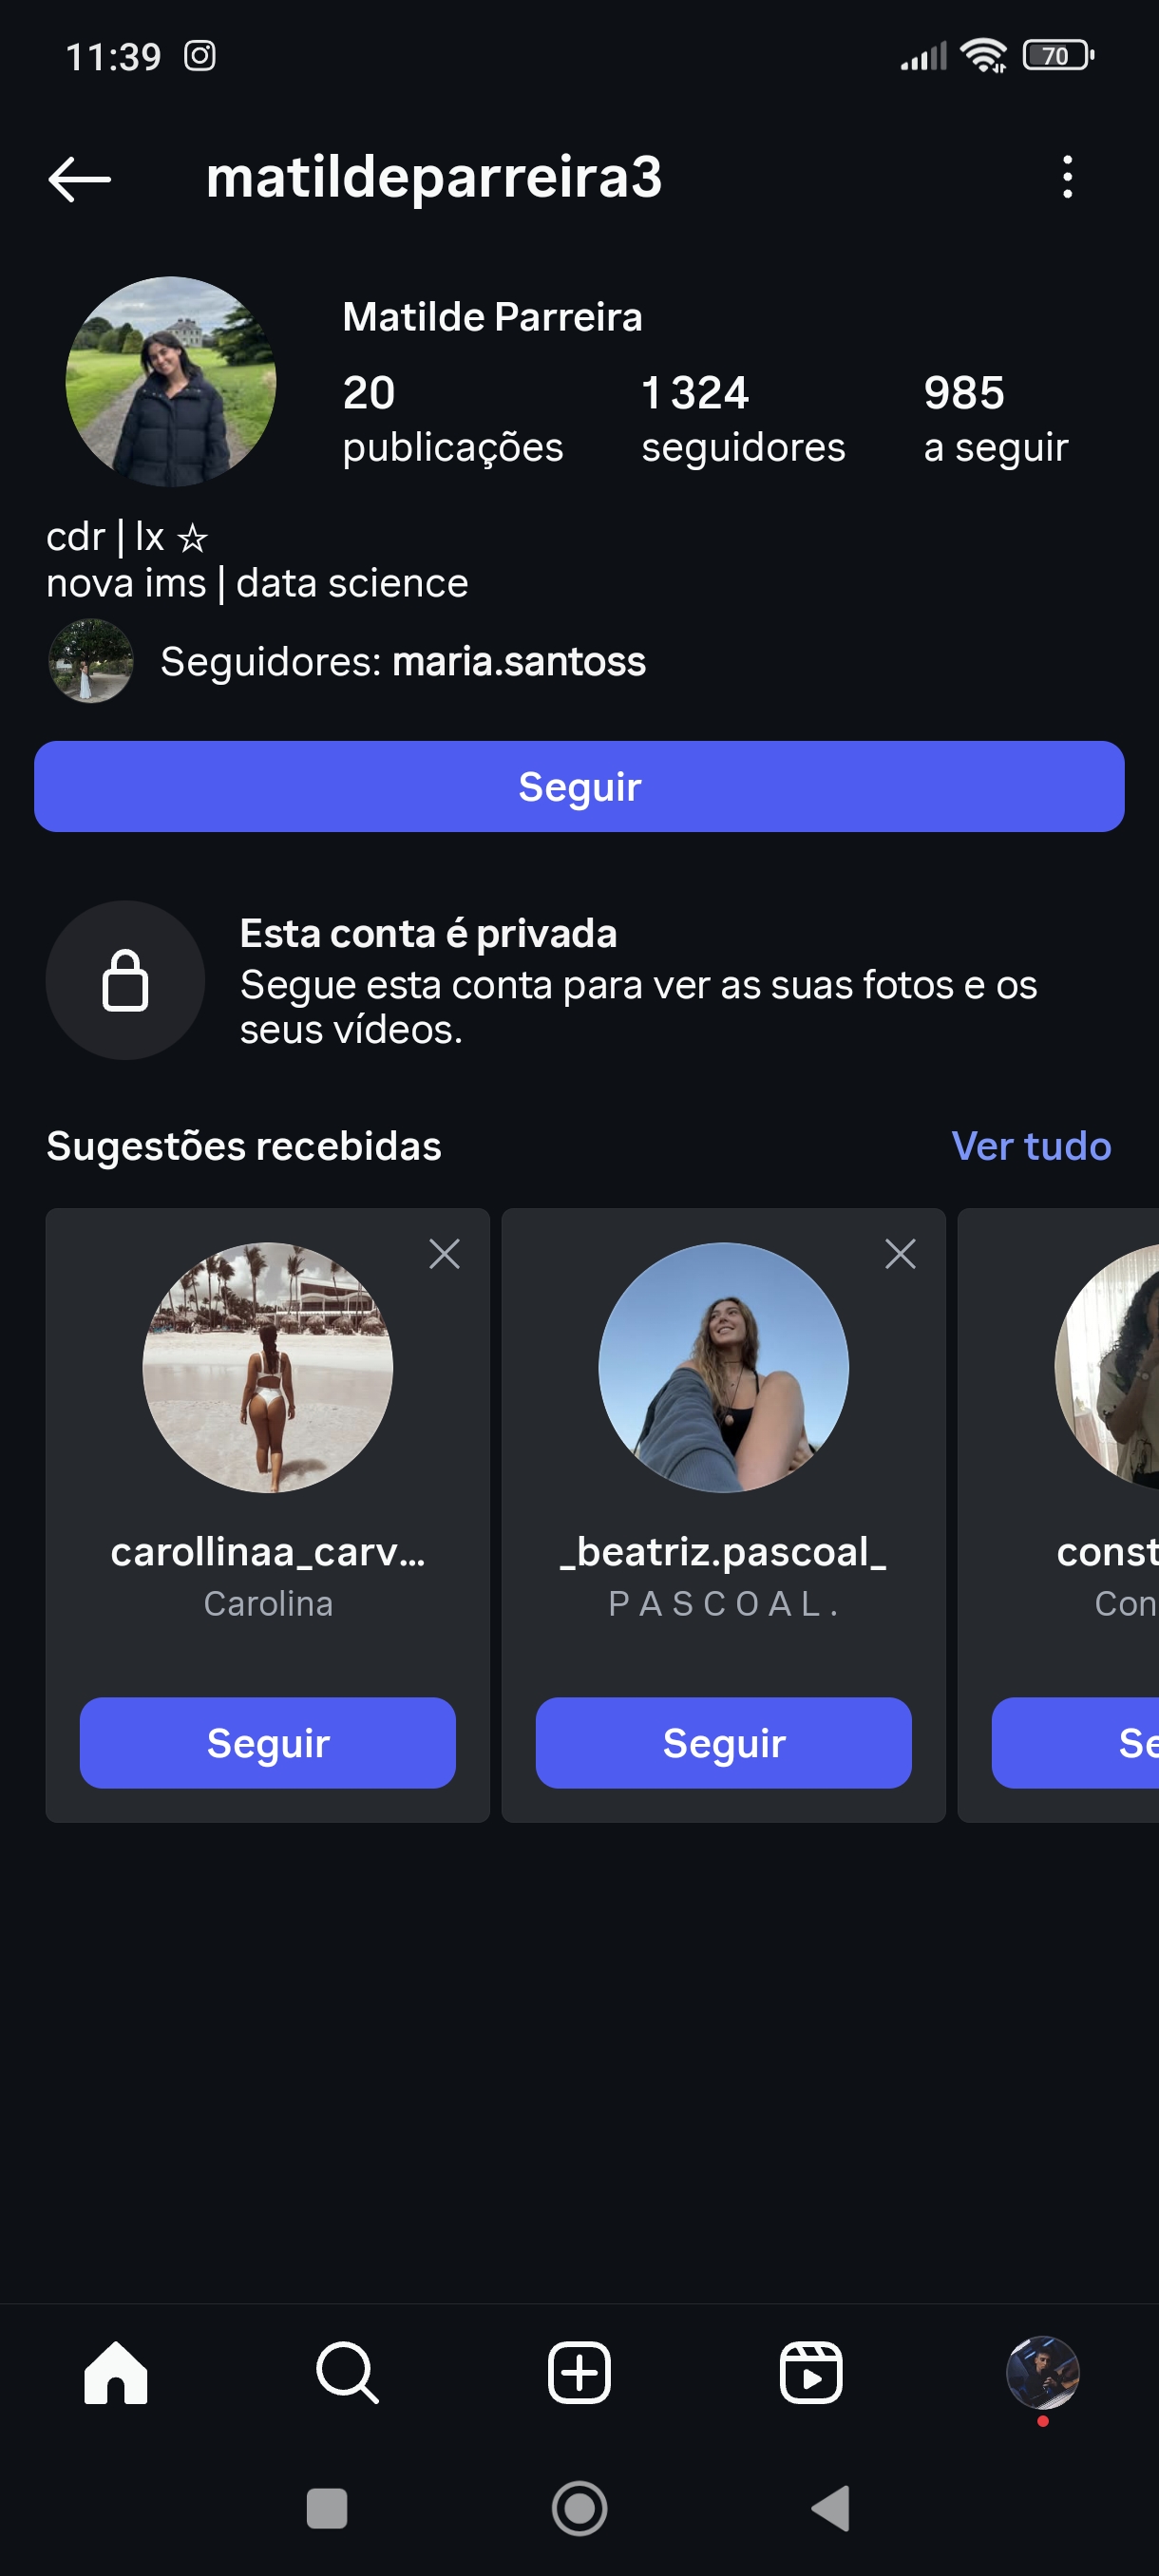 11:39
70
matildeparreira3
Matilde Parreira
20 1 324 985
publicações seguidores a seguir
cdr | lx ☆
nova ims | data science
Seguidores: maria.santoss
Seguir
Esta conta é privada
Segue esta conta para ver as suas fotos e os
seus vídeos.
Sugestões recebidas Ver tudo
carollinaa_carv... _beatriz.pascoal_ const
Carolina P A S C O A L . Con
Seguir Seguir Se